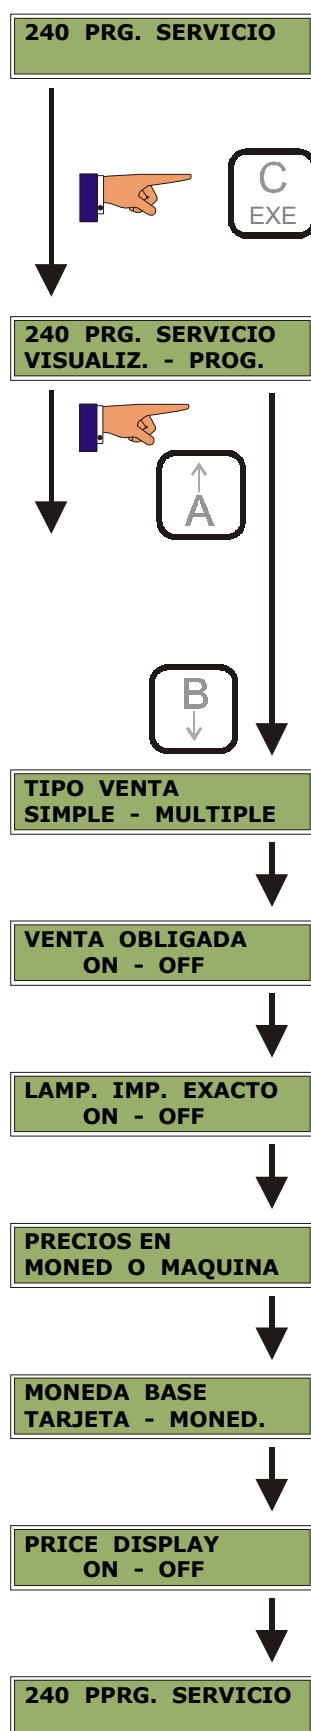 240 PRG. SERVICIO
C
EXE
240 PRG. SERVICIO
VISUALIZ. - PROG.
A
B
TIPO VENTA
SIMPLE - MULTIPLE
VENTA OBLIGADA
ON - OFF
LAMP. IMP. EXACTO
ON - OFF
PRECIOS EN
MONED O MAQUINA
MONEDA BASE
TARJETA - MONED.
PRICE DISPLAY
ON - OFF
240 PPRG. SERVICIO